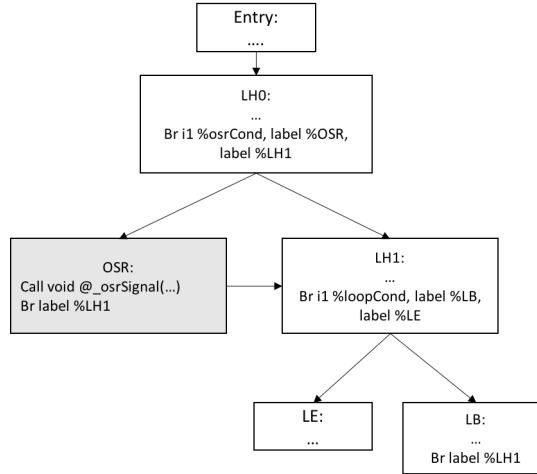 Entry:
....
LH0:
...
Br i1 %osrCond, label %OSR,
label %LH1
OSR:
Call void @_osrSignal(...)
Br label %LH1
LH1:
...
Br i1 %loopCond, label %LB,
label %LE
LE:
...
LB:
...
Br label %LH1